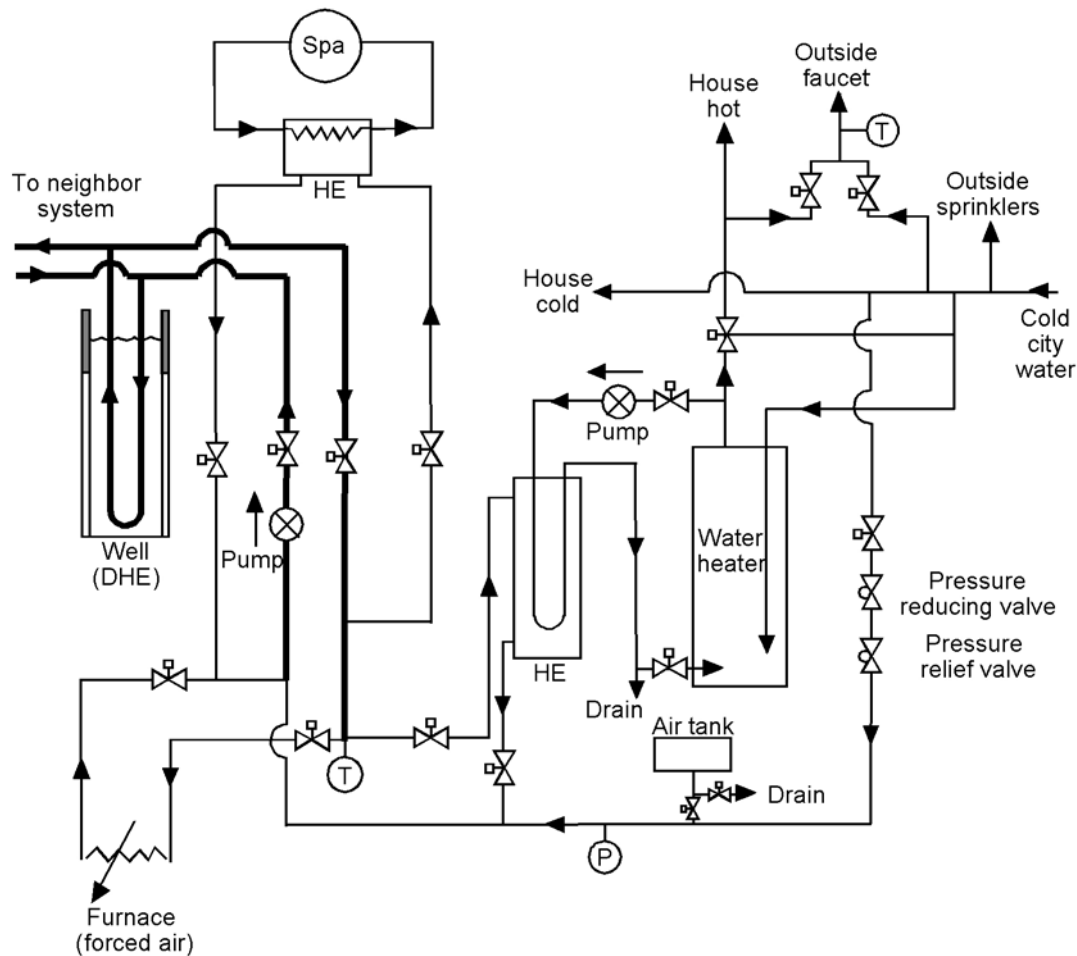 Spa
HE
To neighbor
system
Well
(DHE)
Pump
Furnace
(forced air)
T
House
hot
Outside
faucet
T
Outside
sprinklers
House
cold
Cold
city
water
Pump
HE
Water
heater
Drain
Pressure
reducing valve
Pressure
relief valve
Air tank
Drain
P